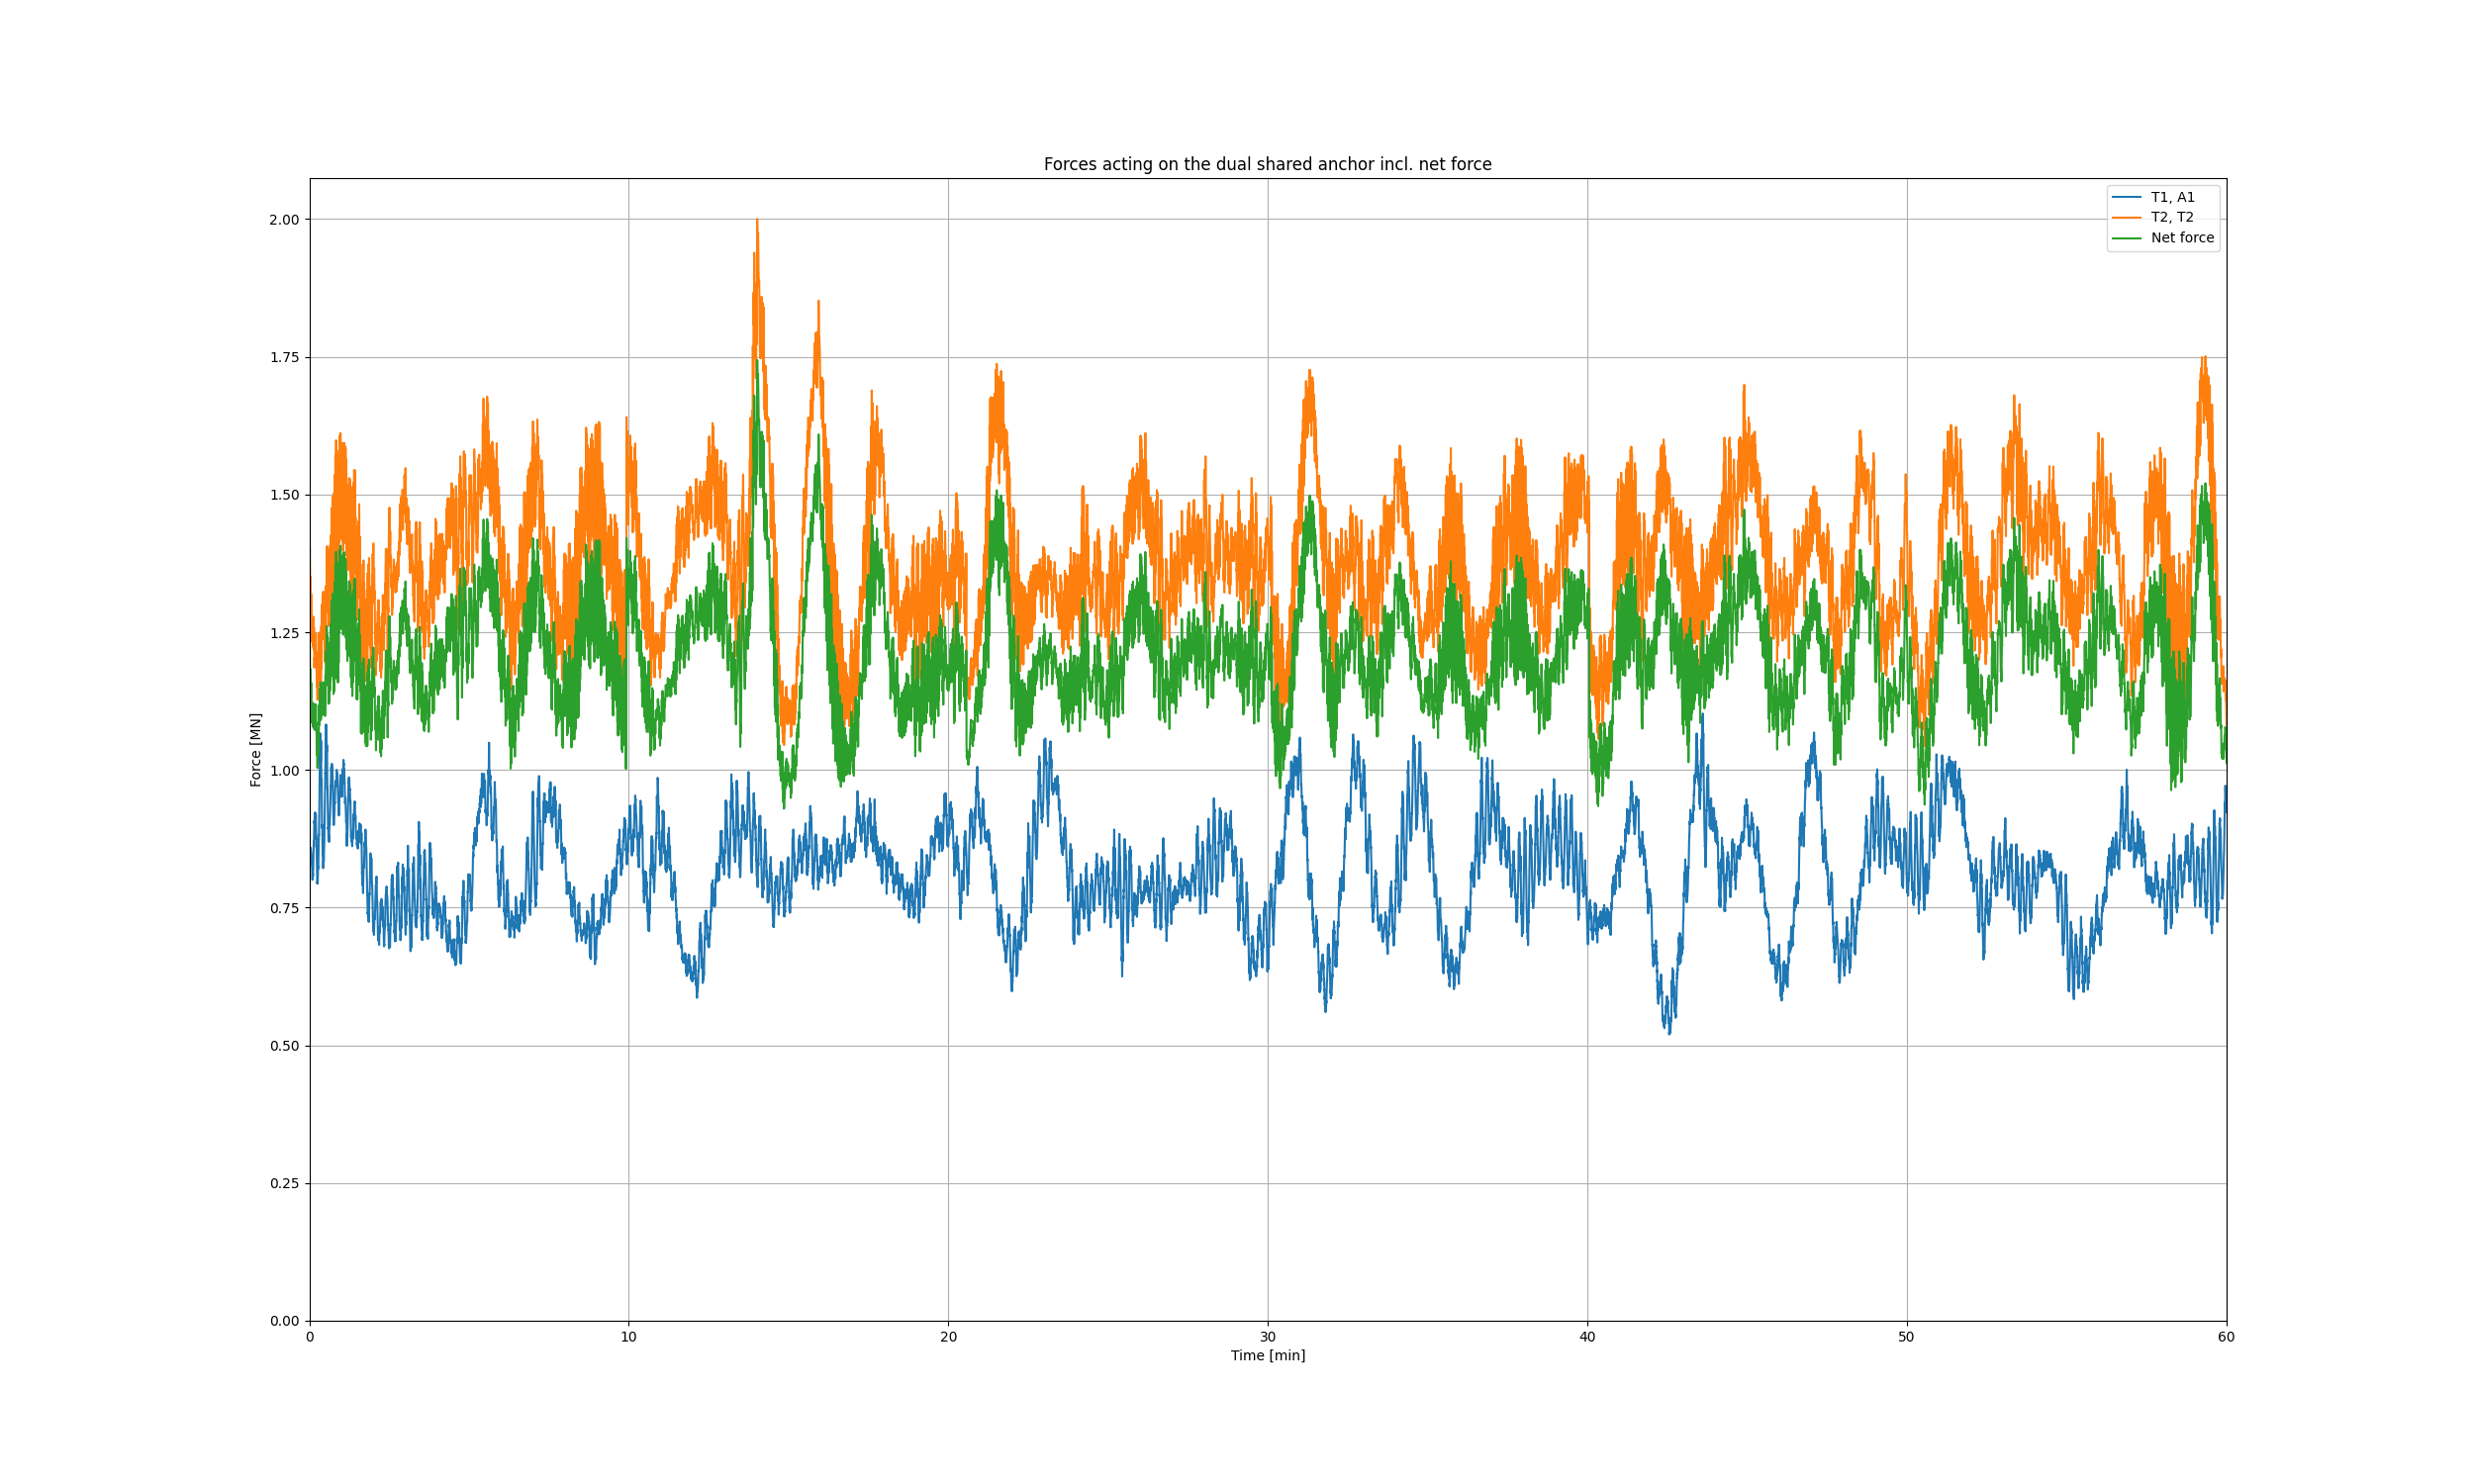 Forces acting on the dual shared anchor incl. net force
T1, A1
T2, T2
Net force
2.00
1.75
1.50
1.25
1.00
0.75
0.50
0.25
0.00
Force [MN]
0 10 20 30 40 50 60
Time [min]